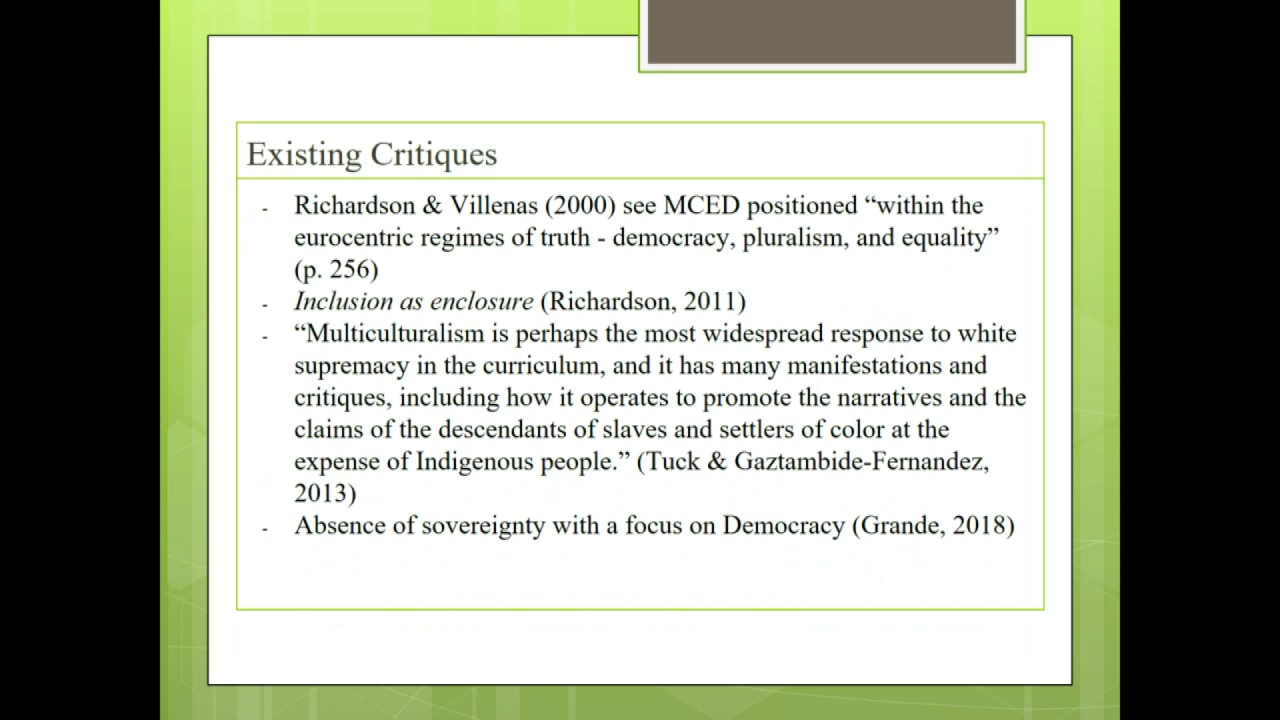 Existing Critiques
- Richardson & Villenas (2000) see MCED positioned “within the
eurocentric regimes of truth - democracy, pluralism, and equality”
(p. 256)
- Inclusion as enclosure (Richardson, 2011)
- “Multiculturalism is perhaps the most widespread response to white
supremacy in the curriculum, and it has many manifestations and
critiques, including how it operates to promote the narratives and the
claims of the descendants of slaves and settlers of color at the
expense of Indigenous people.” (Tuck & Gaztambide-Fernandez,
2013)
- Absence of sovereignty with a focus on Democracy (Grande, 2018)